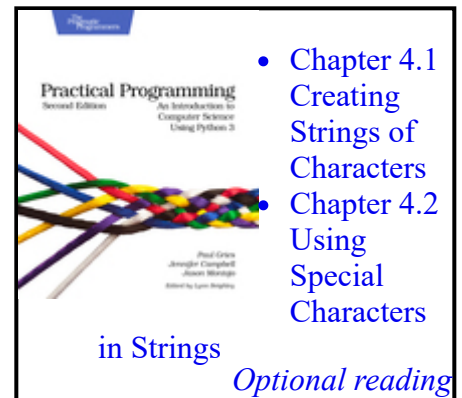 The
Pragmatic
Programmers
Practical Programming
Second Edition
An Introduction to
Computer Science
Using Python 3
Paul Gries
Jennifer Campbell
Jason Montojo
Edited by Lynn Beighley
• Chapter 4.1
Creating
Strings of
Characters
• Chapter 4.2
Using
Special
Characters
in Strings
Optional reading